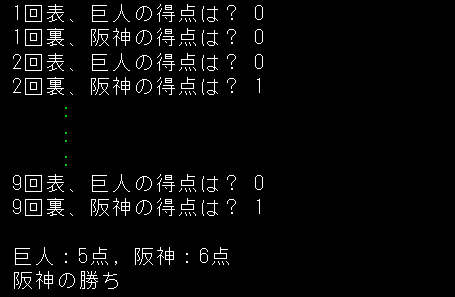 1回表、巨人の得点は？ 0
1回裏、阪神の得点は？ 0
2回表、巨人の得点は？ 0
2回裏、阪神の得点は？ 1
：
：
：
9回表、巨人の得点は？ 0
9回裏、阪神の得点は？ 1
巨人：5点, 阪神：6点
阪神の勝ち